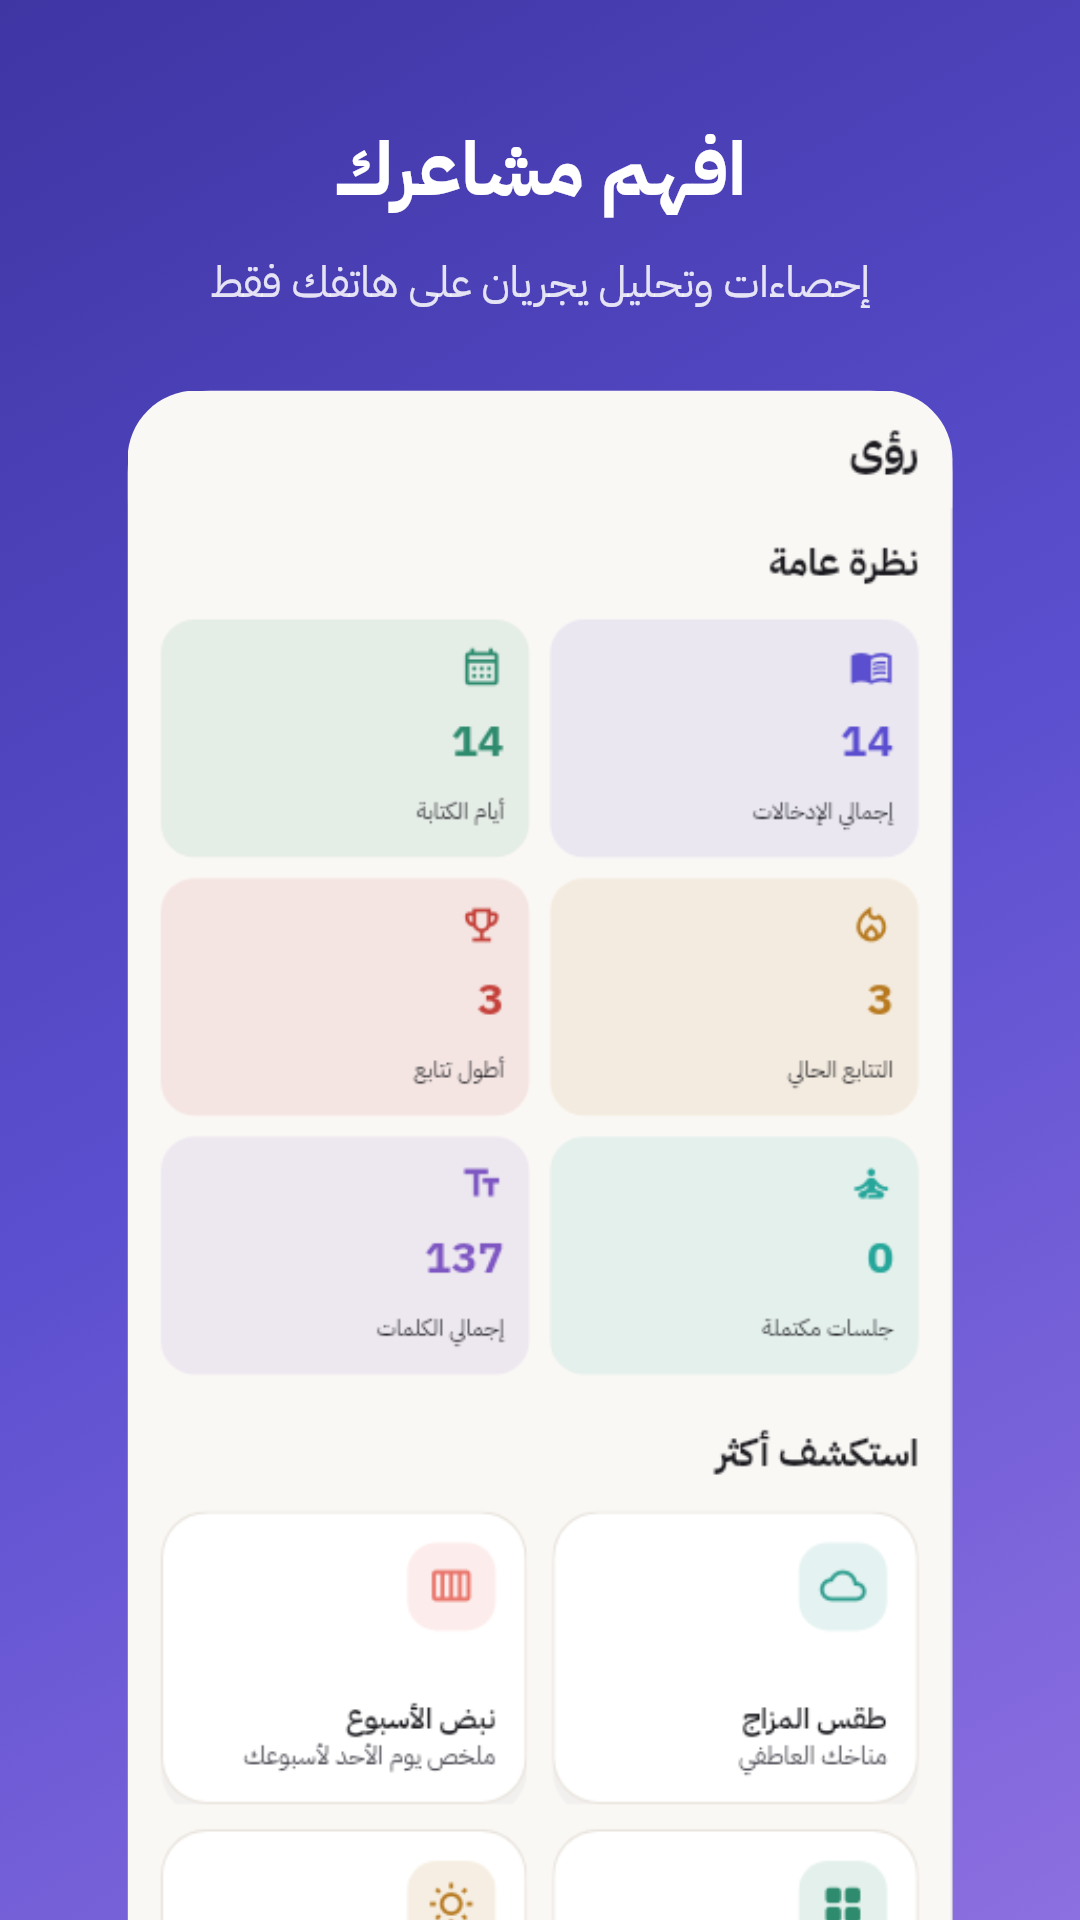 افهم مشاعرك
إحصاءات وتحليل يجريان على هاتفك فقط
رؤى
نظرة عامة
14
إجمالي الإدخالات
14
أيام الكتابة
3
التتابع الحالي
3
أطول تتابع
0
جلسات مكتملة
137
إجمالي الكلمات
استكشف أكثر
طقس المزاج
مناخك العاطفي
نبض الأسبوع
ملخص يوم الأحد لأسبوعك